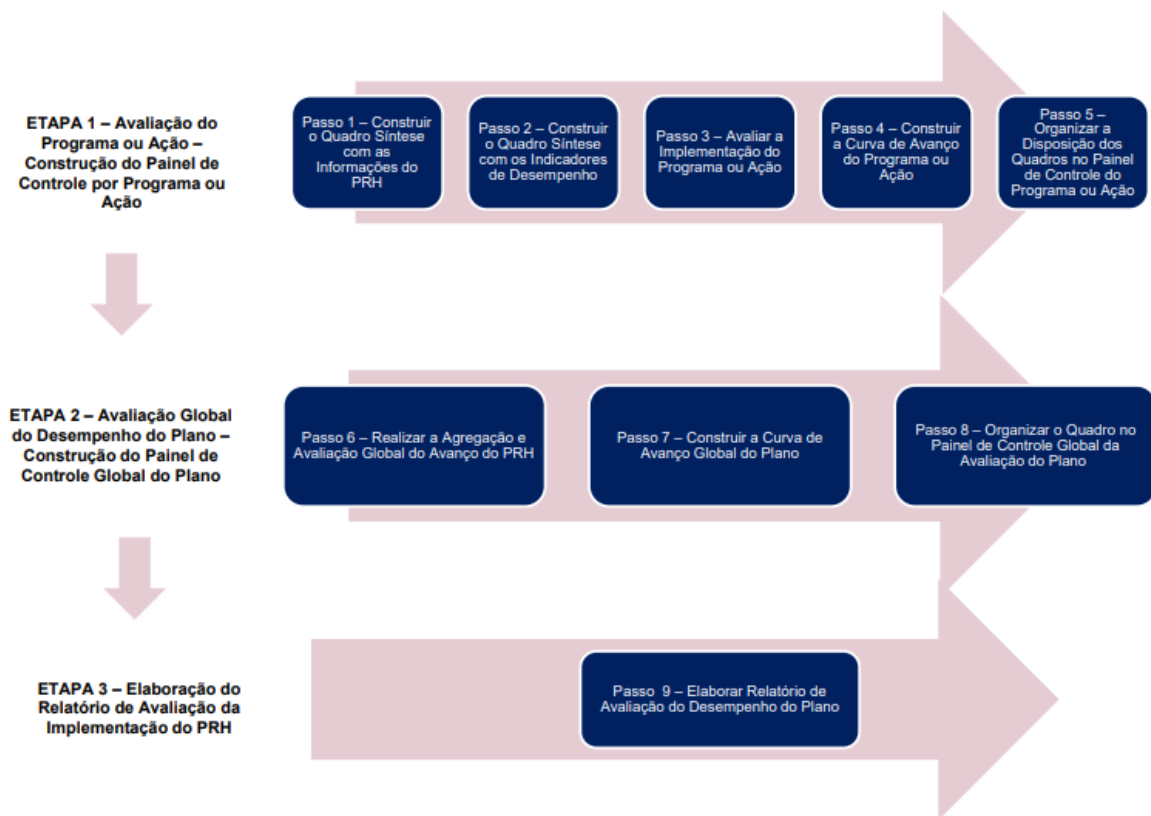 ETAPA 1 – Avaliação do
Programa ou Ação –
Construção do Painel de
Controle por Programa ou
Ação
Passo 1 – Construir
o Quadro Síntese
com as
Informações do
PRH
Passo 2 – Construir
o Quadro Síntese
com os Indicadores
de Desempenho
Passo 3 – Avaliar a
Implementação do
Programa ou Ação
Passo 4 – Construir
a Curva de Avanço
do Programa ou
Ação
Passo 5 –
Organizar a
Disposição dos
Quadros no Painel
de Controle do
Programa ou Ação
ETAPA 2 – Avaliação Global
do Desempenho do Plano –
Construção do Painel de
Controle Global do Plano
Passo 6 – Realizar a Agregação e
Avaliação Global do Avanço do PRH
Passo 7 – Construir a Curva de
Avanço Global do Plano
Passo 8 – Organizar o Quadro no
Painel de Controle Global da
Avaliação do Plano
ETAPA 3 – Elaboração do
Relatório de Avaliação da
Implementação do PRH
Passo 9 – Elaborar Relatório de
Avaliação do Desempenho do Plano